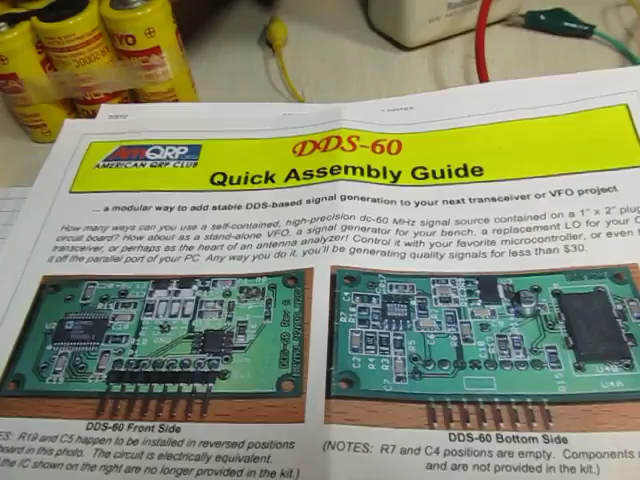 DDS-60
AmQRP
AMERICAN QRP CLUB
Quick Assembly Guide
... a modular way to add stable DDS-based signal generation to your next transceiver or VFO project
How many ways can you use a self-contained, high-precision dc-60 MHz signal source contained on a 1" x 2" plug
circuit board? How about as a stand-alone VFO, a signal generator for your bench, a replacement LO for your
transceiver, or perhaps as the heart of an antenna analyzer! Control it with your favorite microcontroller, or even
it off the parallel port of your PC. Any way you do it, you'll be generating quality signals for less than $30.
DDS-60 Front Side
ES: R19 and C5 happen to be installed in reversed positions
board in this photo. The circuit is electrically equivalent.
the IC shown on the right are no longer provided in the kit.)
DDS-60 Bottom Side
(NOTES: R7 and C4 positions are empty. Components
and are not provided in the kit.)